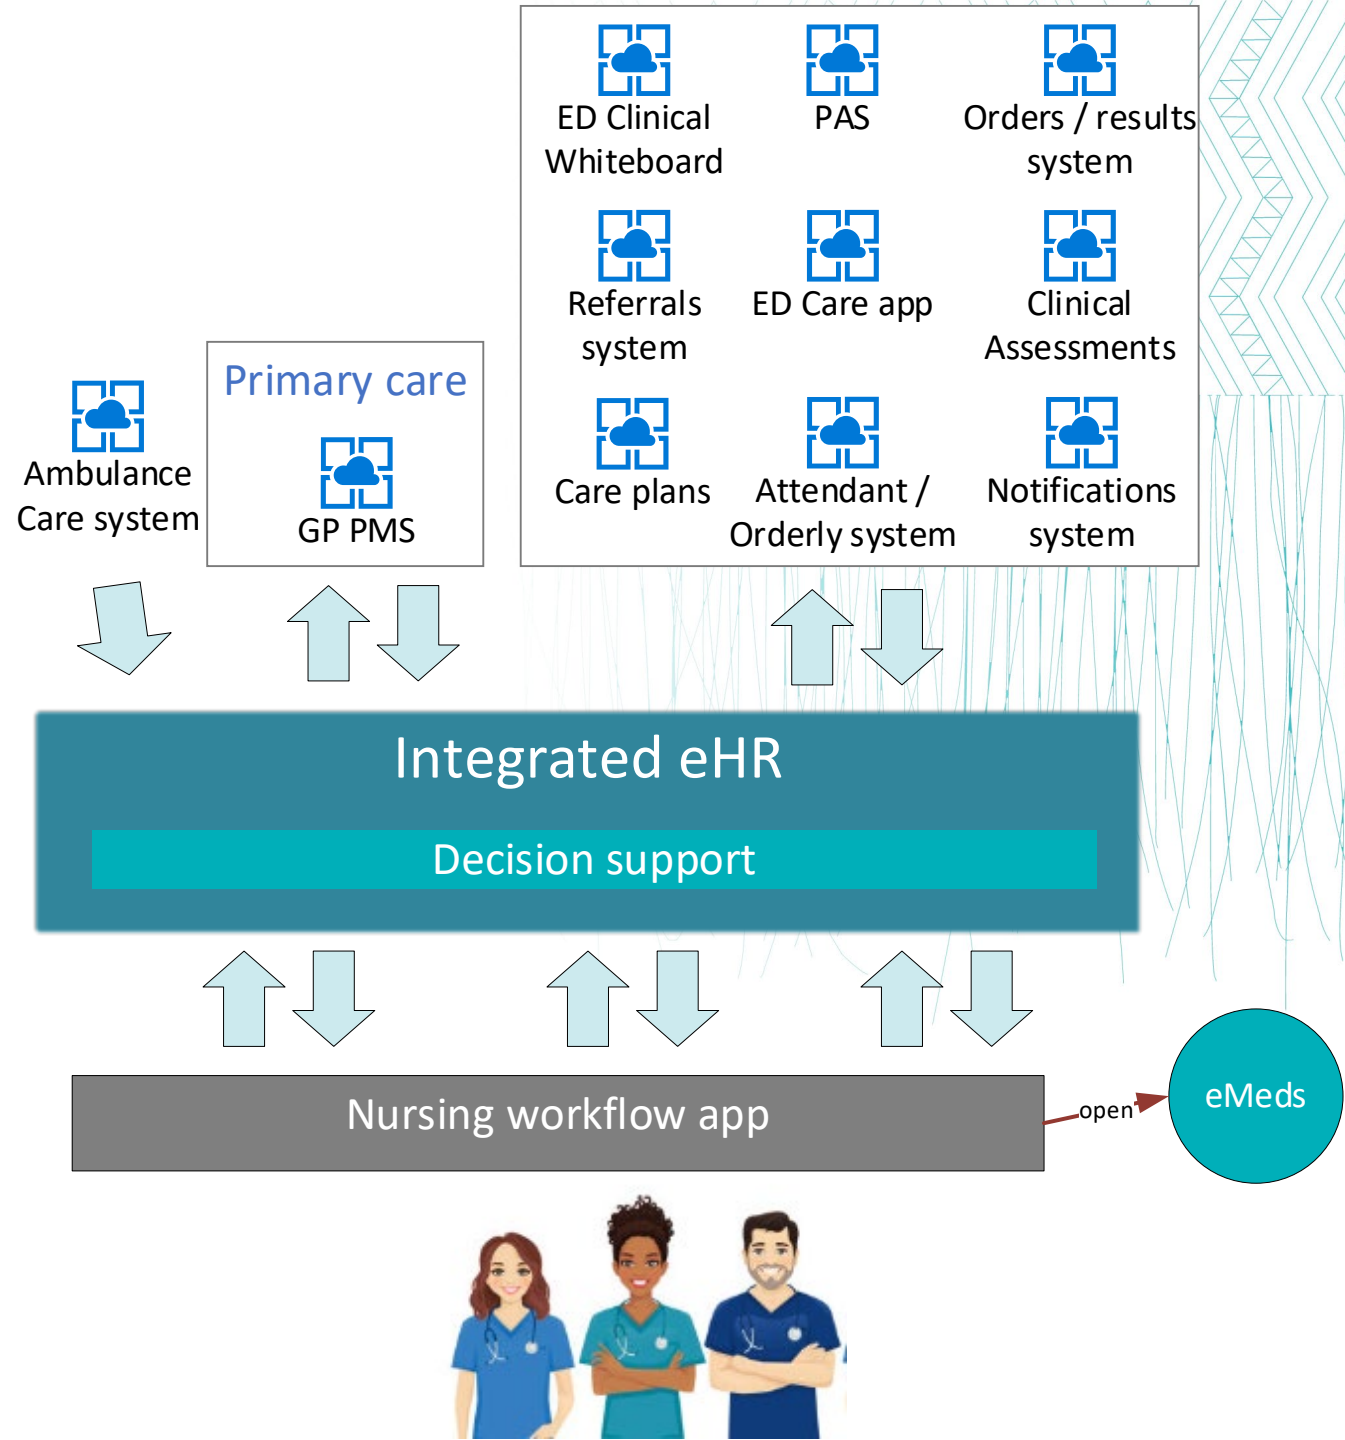 ED Clinical
Whiteboard
PAS
Orders / results
system
Referrals
system
ED Care app
Clinical
Assessments
Care plans
Attendant /
Orderly system
Notifications
system
Ambulance
Care system
Primary care
GP PMS
Integrated eHR
Decision support
Nursing workflow app
open
eMeds